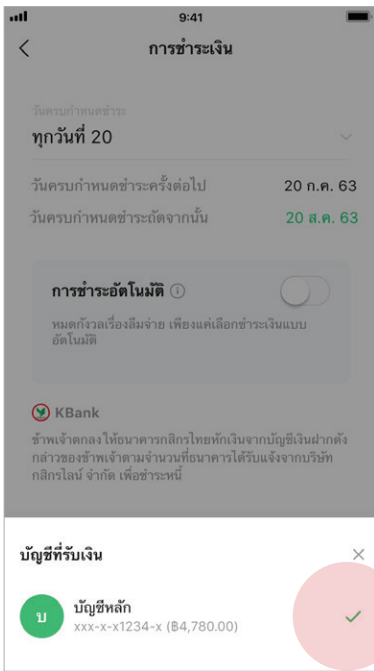 9:41
การชำระเงิน
วันครบกำหนดชำระ
ทุกวันที่ 20
วันครบกำหนดชำระครั้งต่อไป 20 ก.ค. 63
วันครบกำหนดชำระถัดจากนั้น 20 ส.ค. 63
การชำระอัตโนมัติ
หมดกังวลเรื่องลืมจ่าย เพียงแค่เลือกชำระเงินแบบ
อัตโนมัติ
KBank
ข้าพเจ้าตกลงให้ธนาคารกสิกรไทยหักเงินจากบัญชีเงินฝากดัง
กล่าวของข้าพเจ้าตามจำนวนที่ธนาคารได้รับแจ้งจากบริษัท
กสิกรไลน์ จำกัด เพื่อชำระหนี้
บัญชีที่รับเงิน
บ
บัญชีหลัก
xxx-x-x1234-x (฿4,780.00)